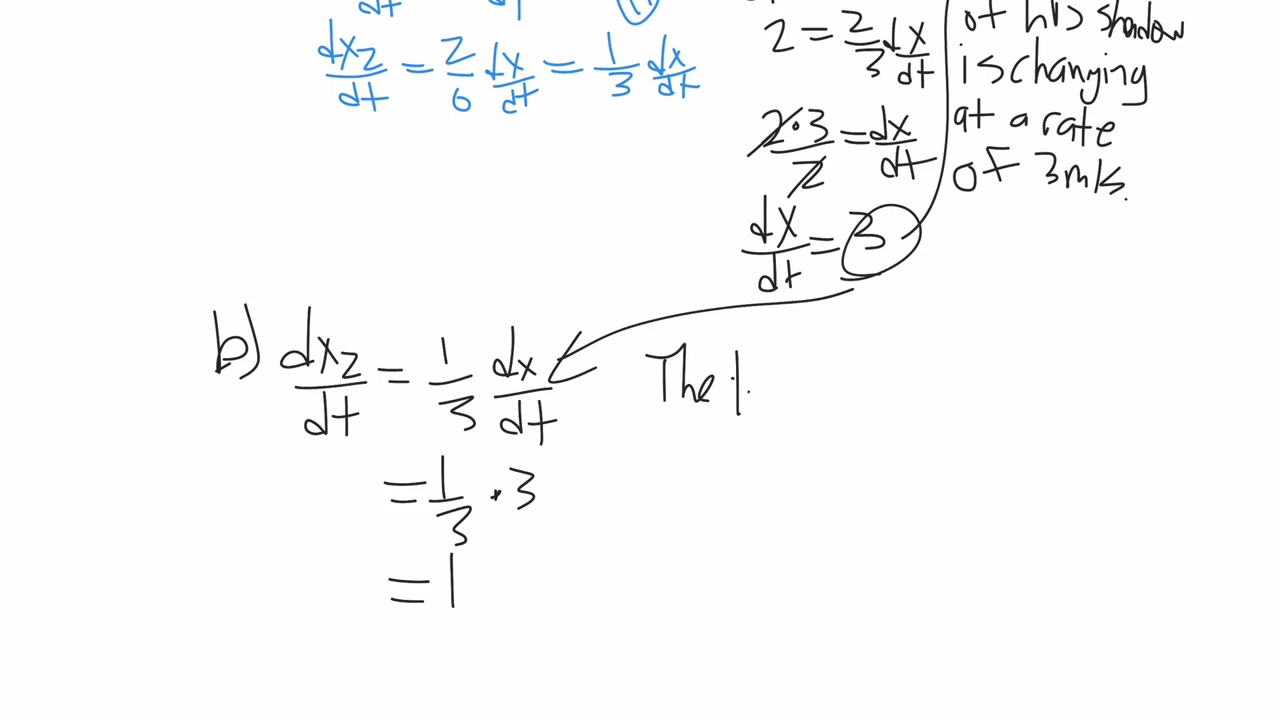 dt
dx2/dt = 2/6 dx/dt = 1/3 dx/dt
2 = 2/3 dx/dt
2·3/2 = dx/dt
dx/dt = 3
of his shadow
is changing
at a rate
of 3m/s.
b) dx2/dt = 1/3 dx/dt
= 1/3 · 3
= 1
The